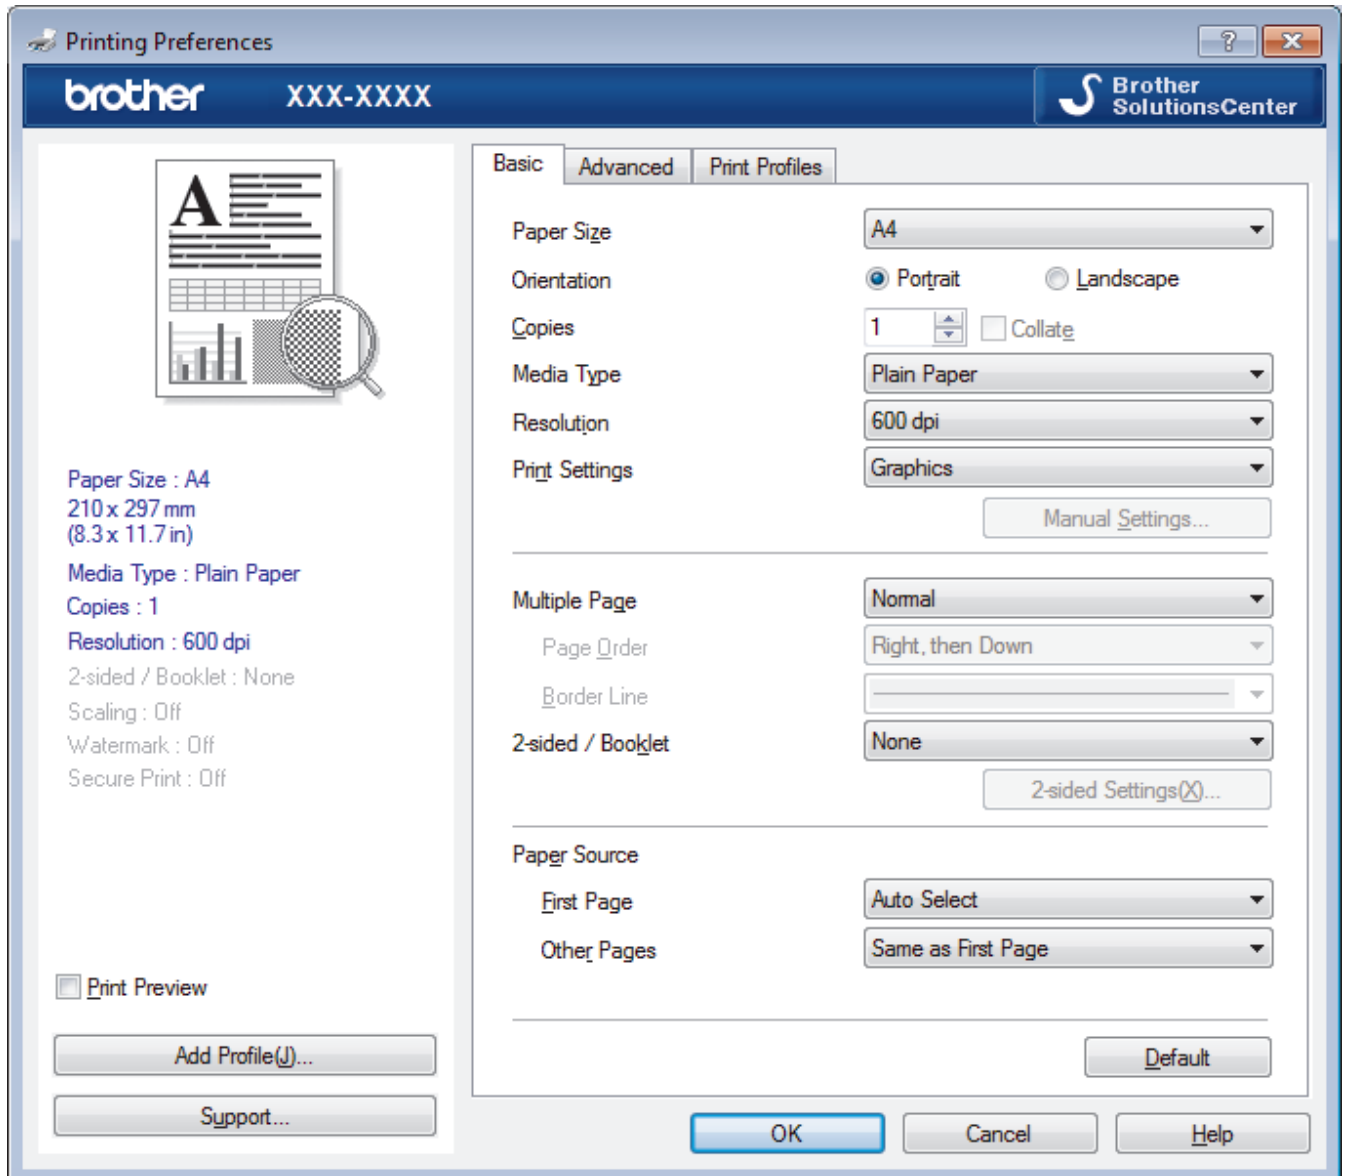 Printing Preferences
brother XXX-XXXX
Brother
SolutionsCenter
A
Paper Size : A4
210 x 297 mm
(8.3 x 11.7 in)
Media Type : Plain Paper
Copies : 1
Resolution : 600 dpi
2-sided / Booklet : None
Scaling : Off
Watermark : Off
Secure Print : Off
Print Preview
Add Profile(J)...
Support...
Basic Advanced Print Profiles
Paper Size A4
Orientation Portrait Landscape
Copies 1 Collate
Media Type Plain Paper
Resolution 600 dpi
Print Settings Graphics
Manual Settings...
Multiple Page Normal
Page Order Right, then Down
Border Line
2-sided / Booklet None
2-sided Settings(X)...
Paper Source
First Page Auto Select
Other Pages Same as First Page
Default
OK Cancel Help